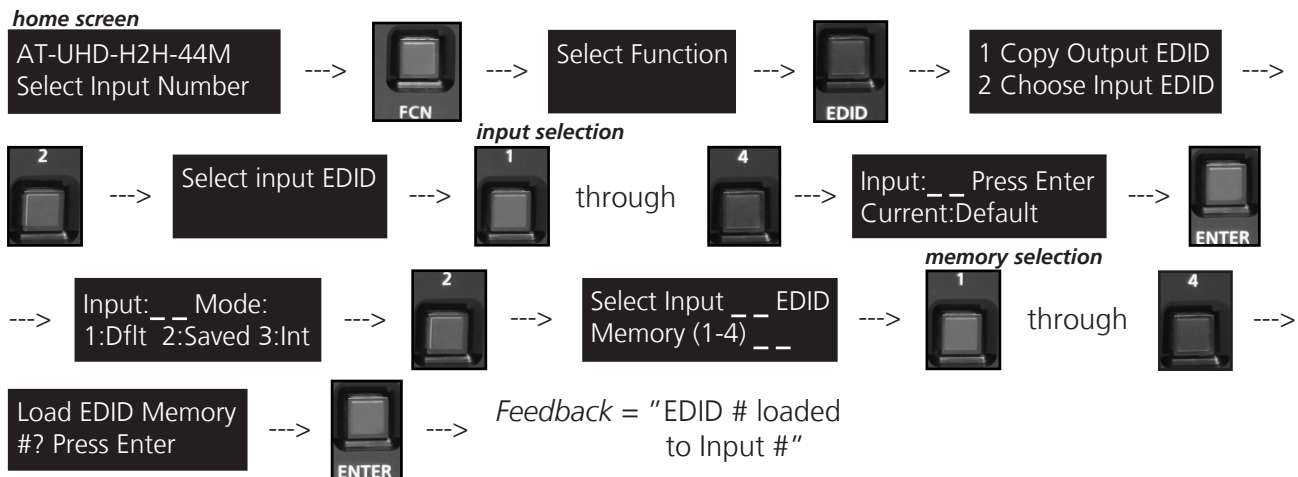 home screen
AT-UHD-H2H-44M
Select Input Number
--->
FCN
--->
Select Function
--->
EDID
--->
1 Copy Output EDID
2 Choose Input EDID
--->
2
--->
Select input EDID
--->
input selection
1
through
4
--->
Input:_ _ Press Enter
Current:Default
--->
ENTER
--->
Input:_ _ Mode:
1:Dflt 2:Saved 3:Int
--->
2
--->
Select Input _ _ EDID
Memory (1-4) _ _
--->
memory selection
1
through
4
--->
Load EDID Memory
#? Press Enter
--->
ENTER
--->
Feedback = "EDID # loaded
to Input #"